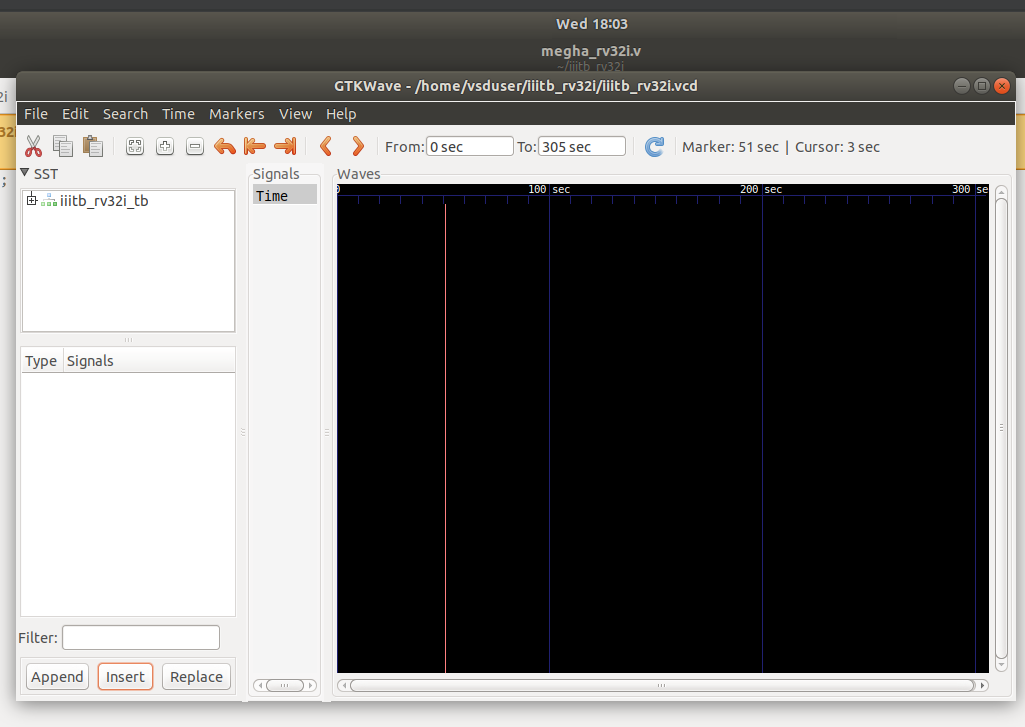 Wed 18:03
megha_rv32i.v
~/iiitb_rv32i
GTKWave - /home/vsduser/iiitb_rv32i/iiitb_rv32i.vcd
File Edit Search Time Markers View Help
From: 0 sec To: 305 sec Marker: 51 sec | Cursor: 3 sec
SST
iiitb_rv32i_tb
Type Signals
Filter:
Append Insert Replace
Signals
Time
Waves
0 100 sec 200 sec 300 se
2i
32i
;